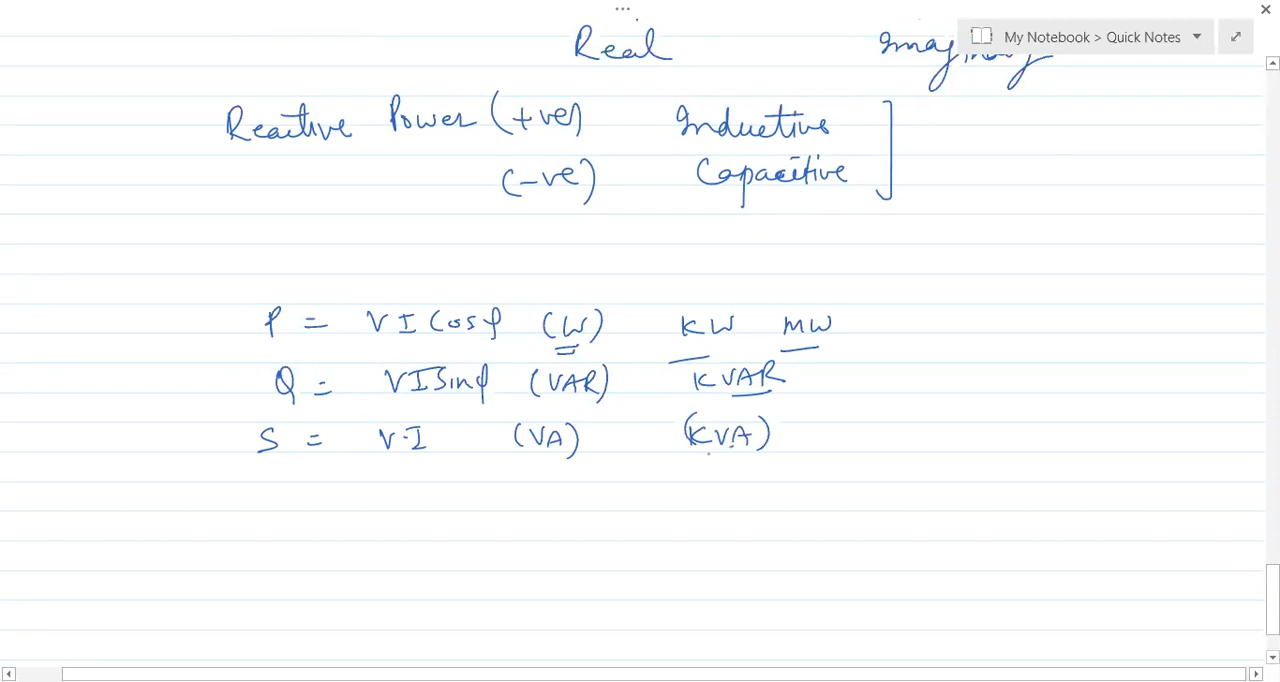 ...
My Notebook > Quick Notes
Real Imaginary
Reactive Power (+ve) Inductive
(-ve) Capacitive
P = VI Cosφ (W) KW MW
Q = VISinφ (VAR) KVAR
S = V·I (VA) (KVA)